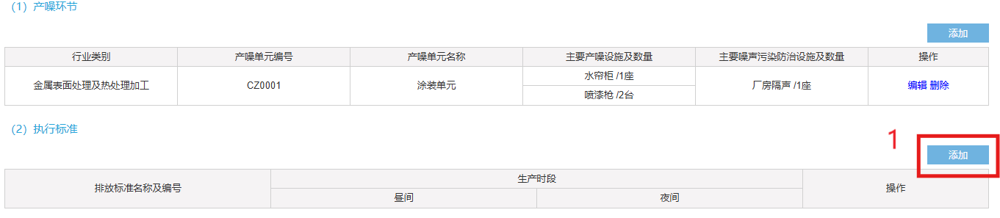 （1）产噪环节
添加
行业类别 产噪单元编号 产噪单元名称 主要产噪设施及数量 主要噪声污染防治设施及数量 操作
金属表面处理及热处理加工 CZ0001 涂装单元 水帘柜 /1座 厂房隔声 /1座 编辑 删除
喷漆枪 /2台
（2）执行标准
1
添加
排放标准名称及编号 生产时段 操作
昼间 夜间